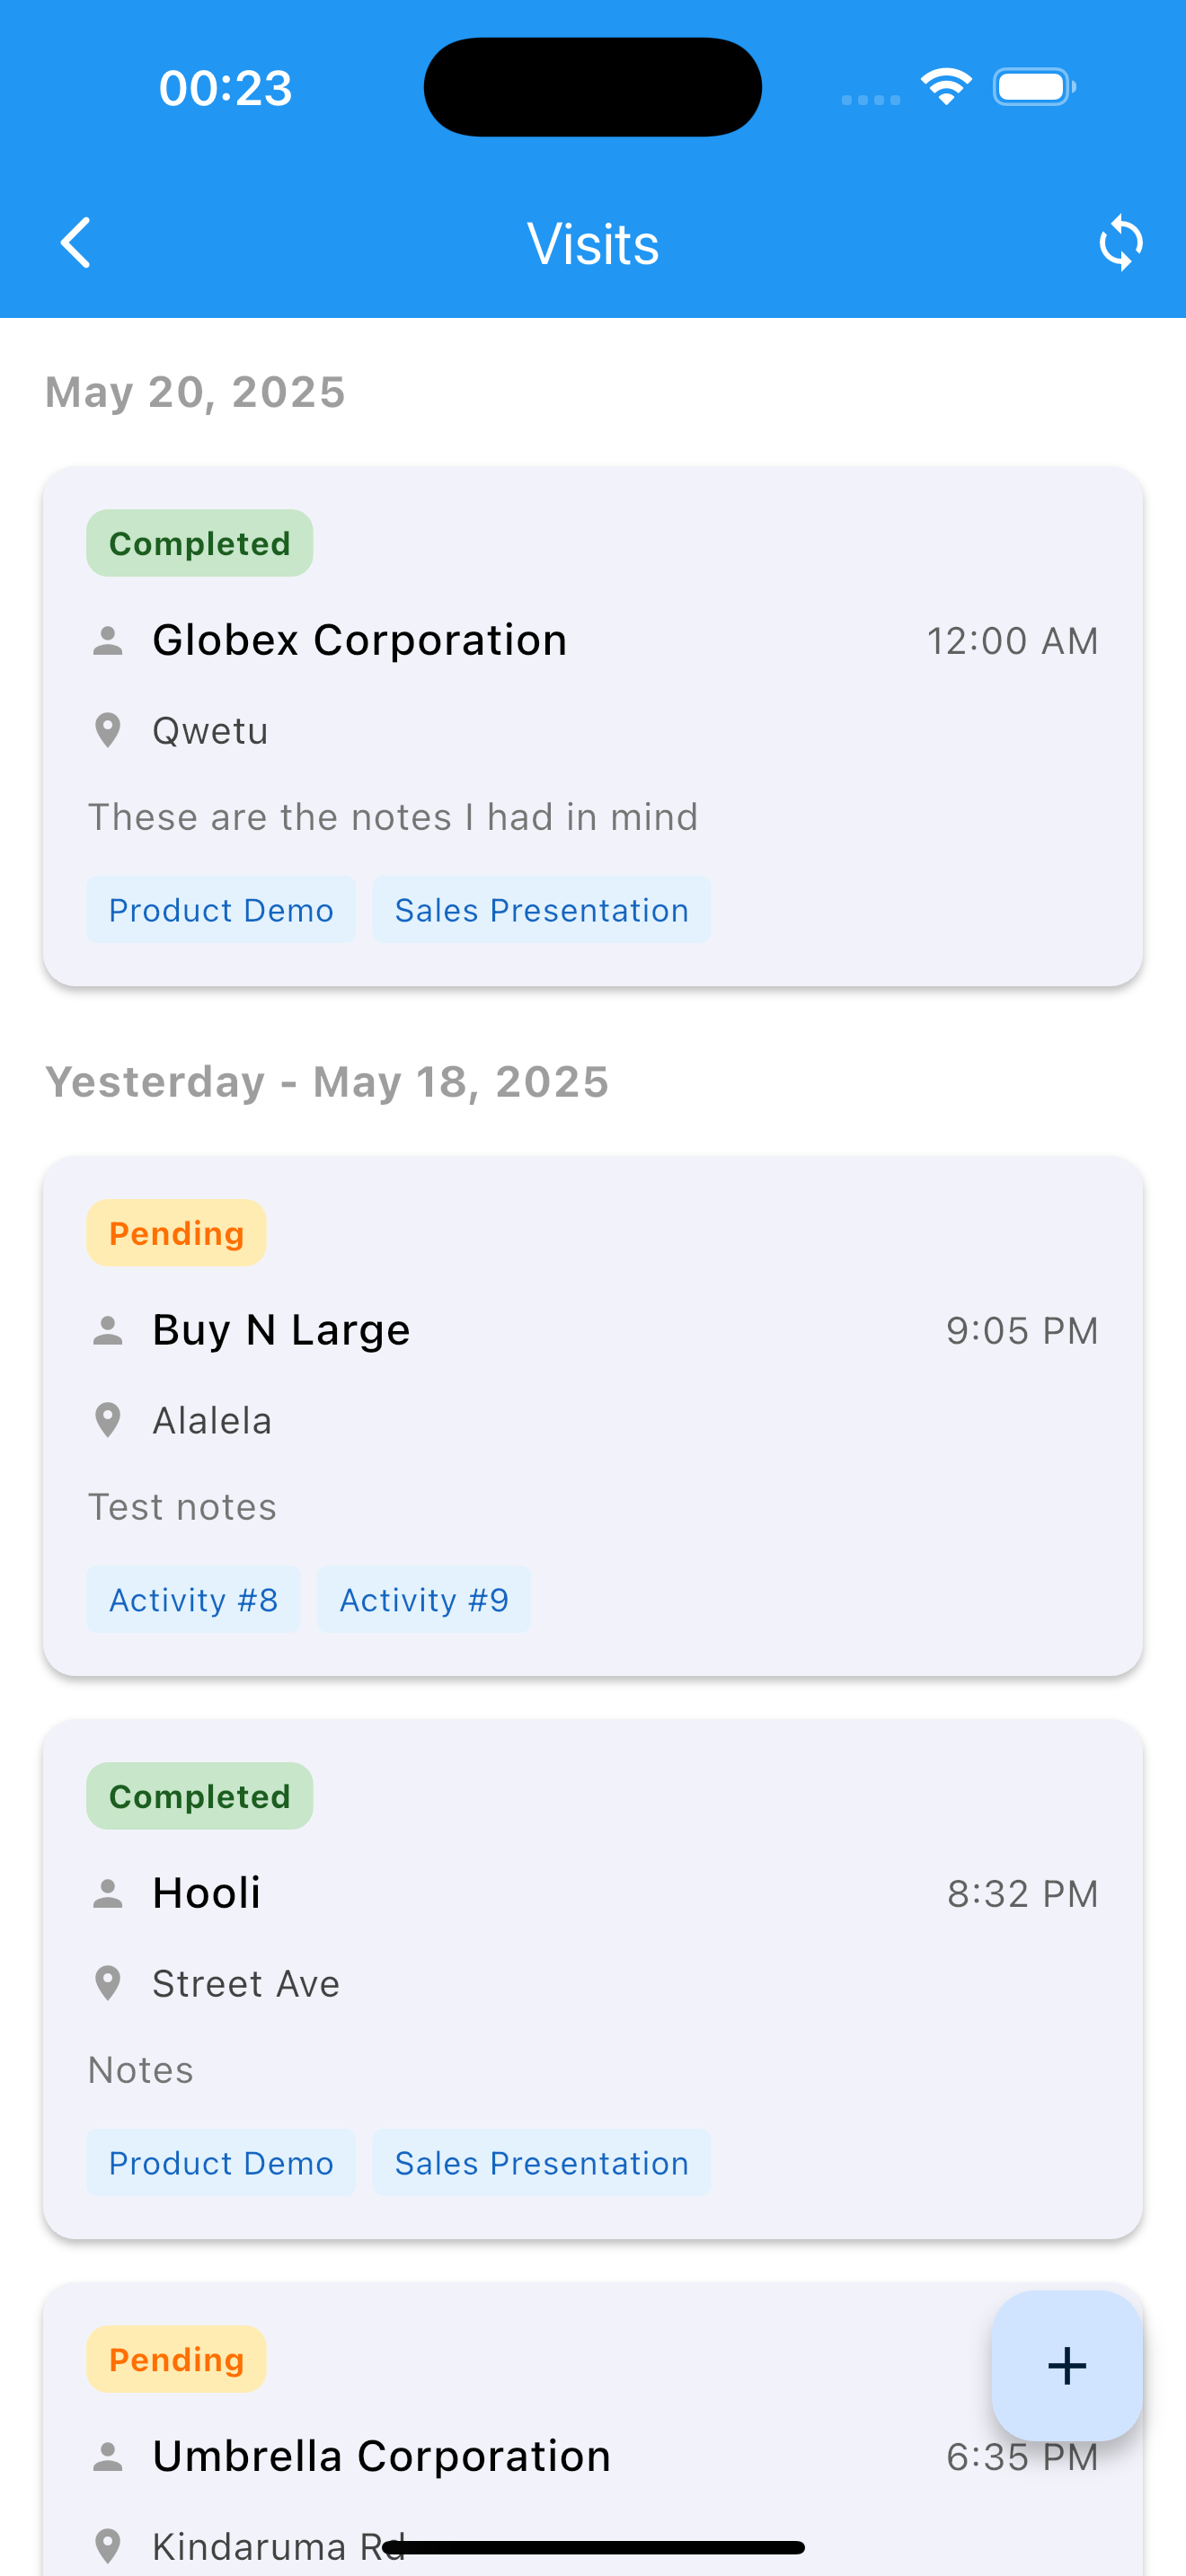 00:23
Visits
May 20, 2025
Completed
Globex Corporation 12:00 AM
Qwetu
These are the notes I had in mind
Product Demo Sales Presentation
Yesterday - May 18, 2025
Pending
Buy N Large 9:05 PM
Alalela
Test notes
Activity #8 Activity #9
Completed
Hooli 8:32 PM
Street Ave
Notes
Product Demo Sales Presentation
Pending
+
Umbrella Corporation 6:35 PM
Kindaruma Rd